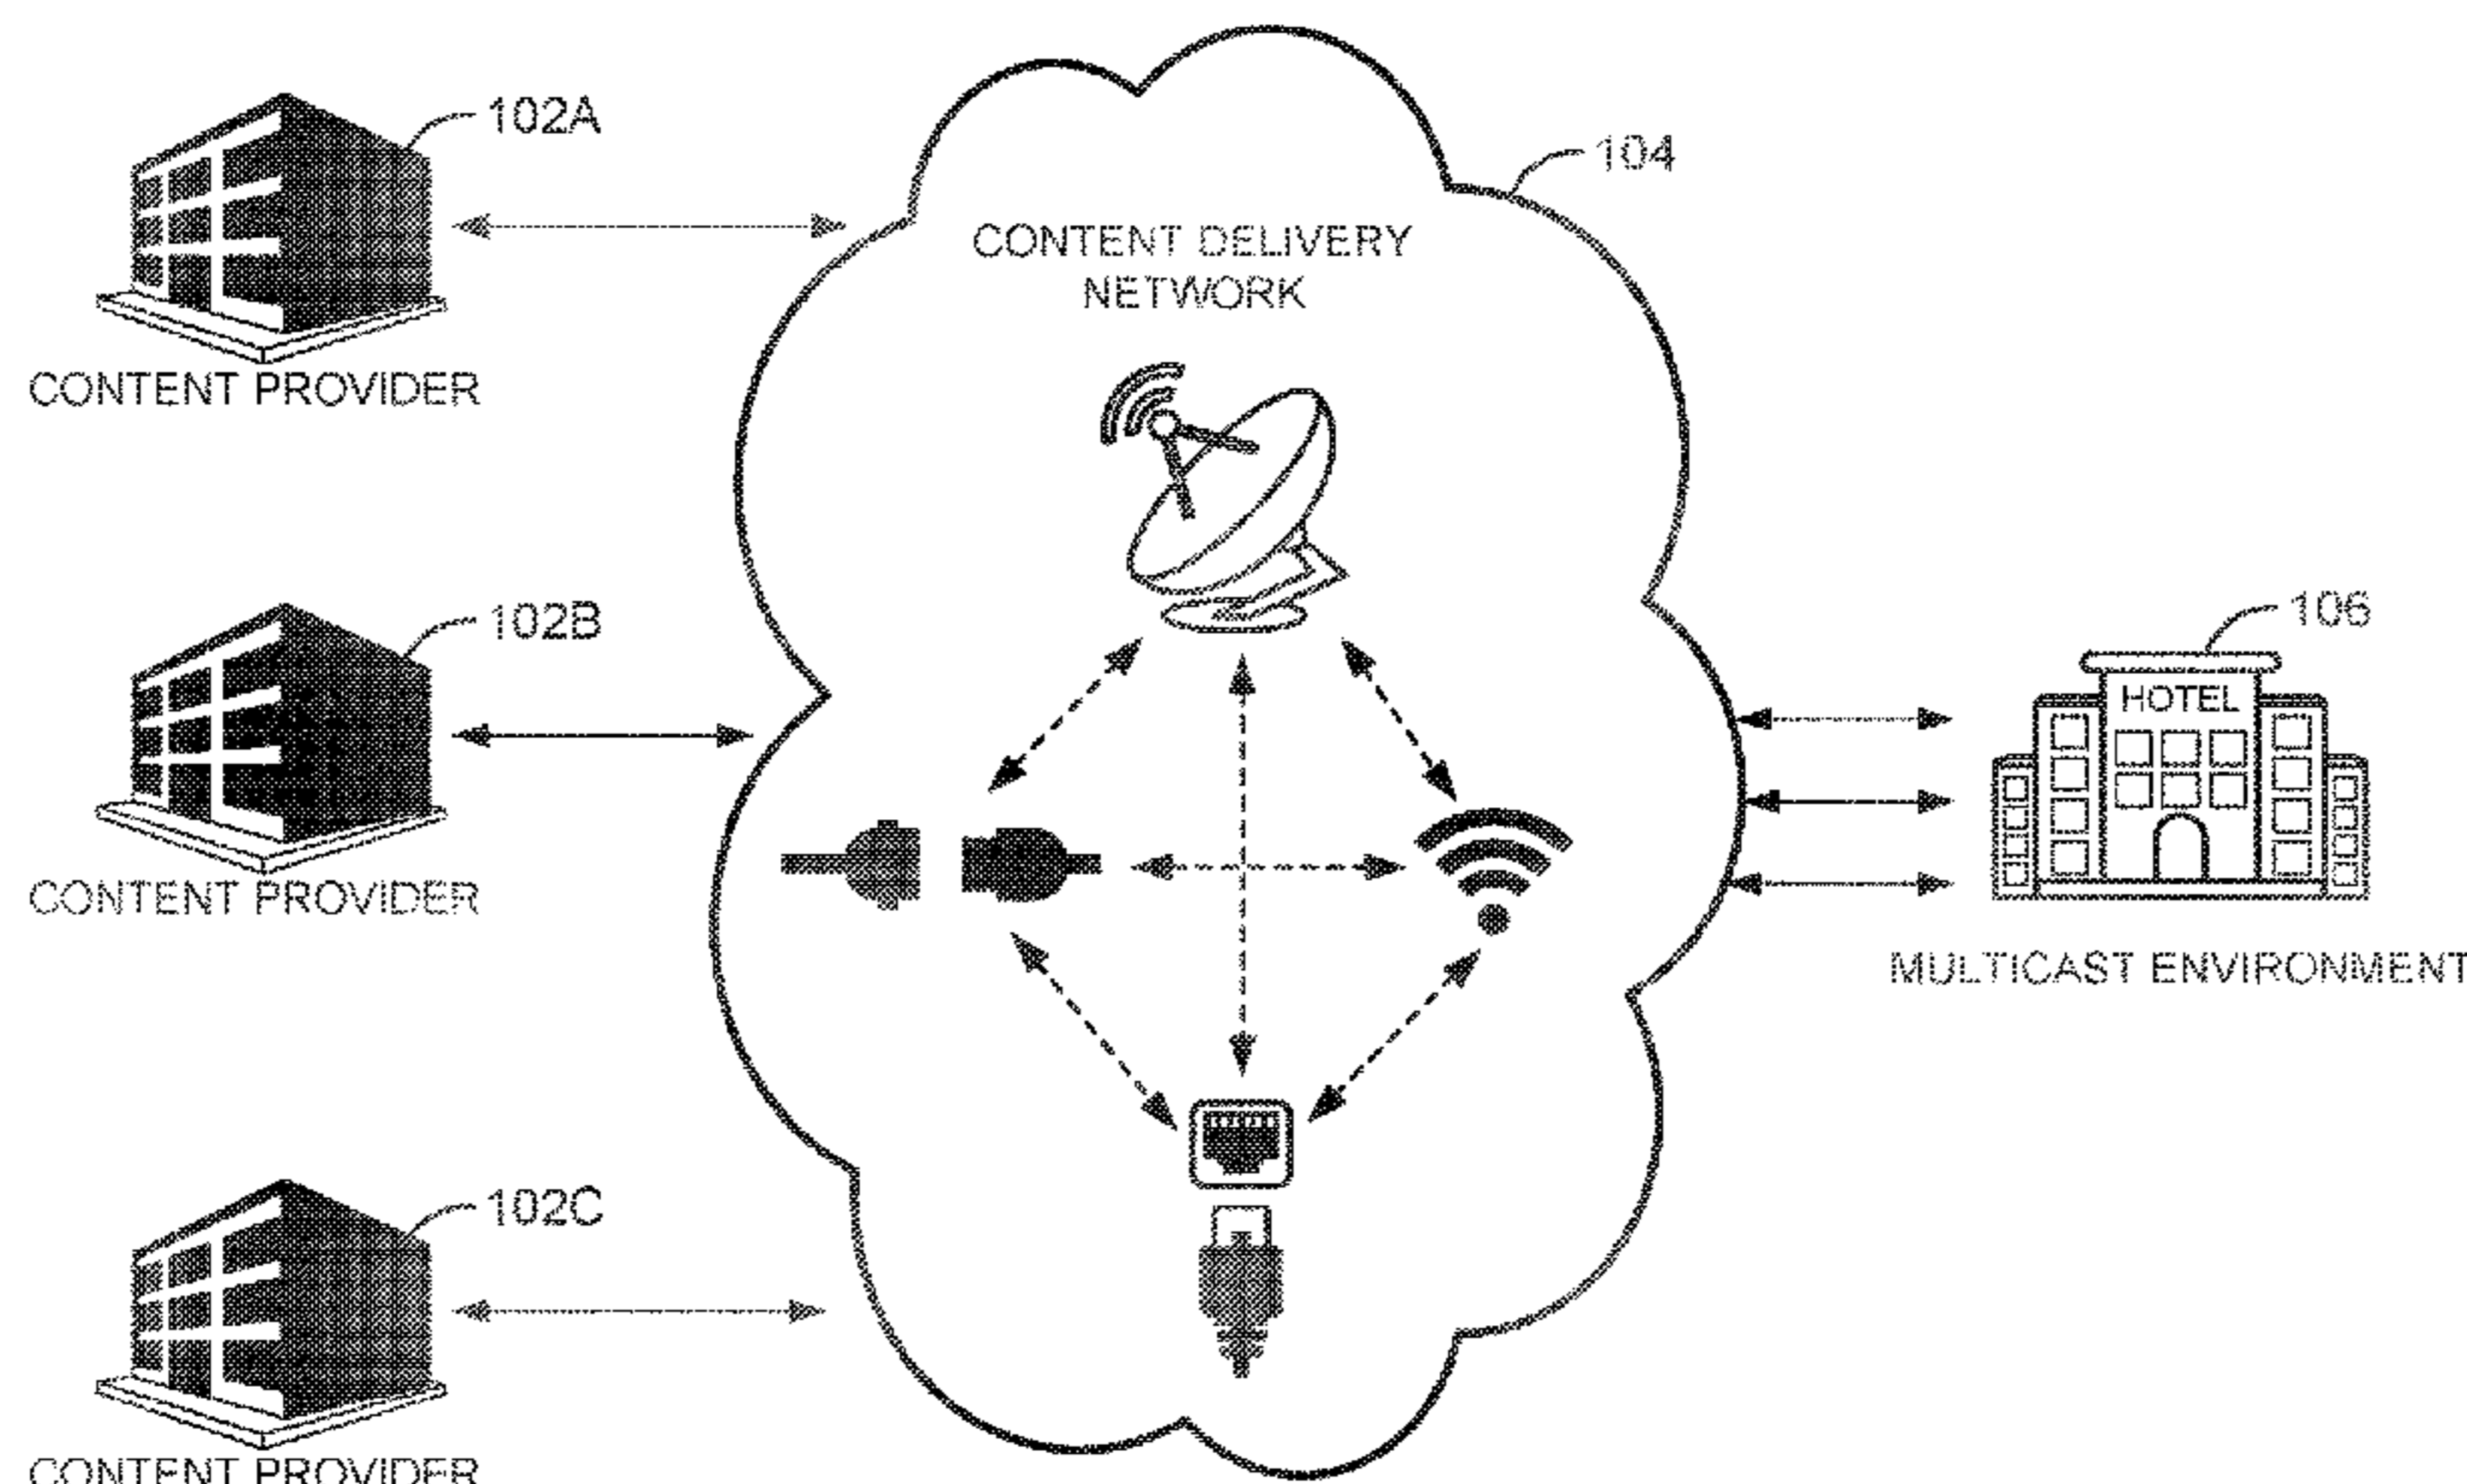 102A
CONTENT PROVIDER
104
CONTENT DELIVERY
NETWORK
102B
CONTENT PROVIDER
106
HOTEL
MULTICAST ENVIRONMENT
102C
CONTENT PROVIDER